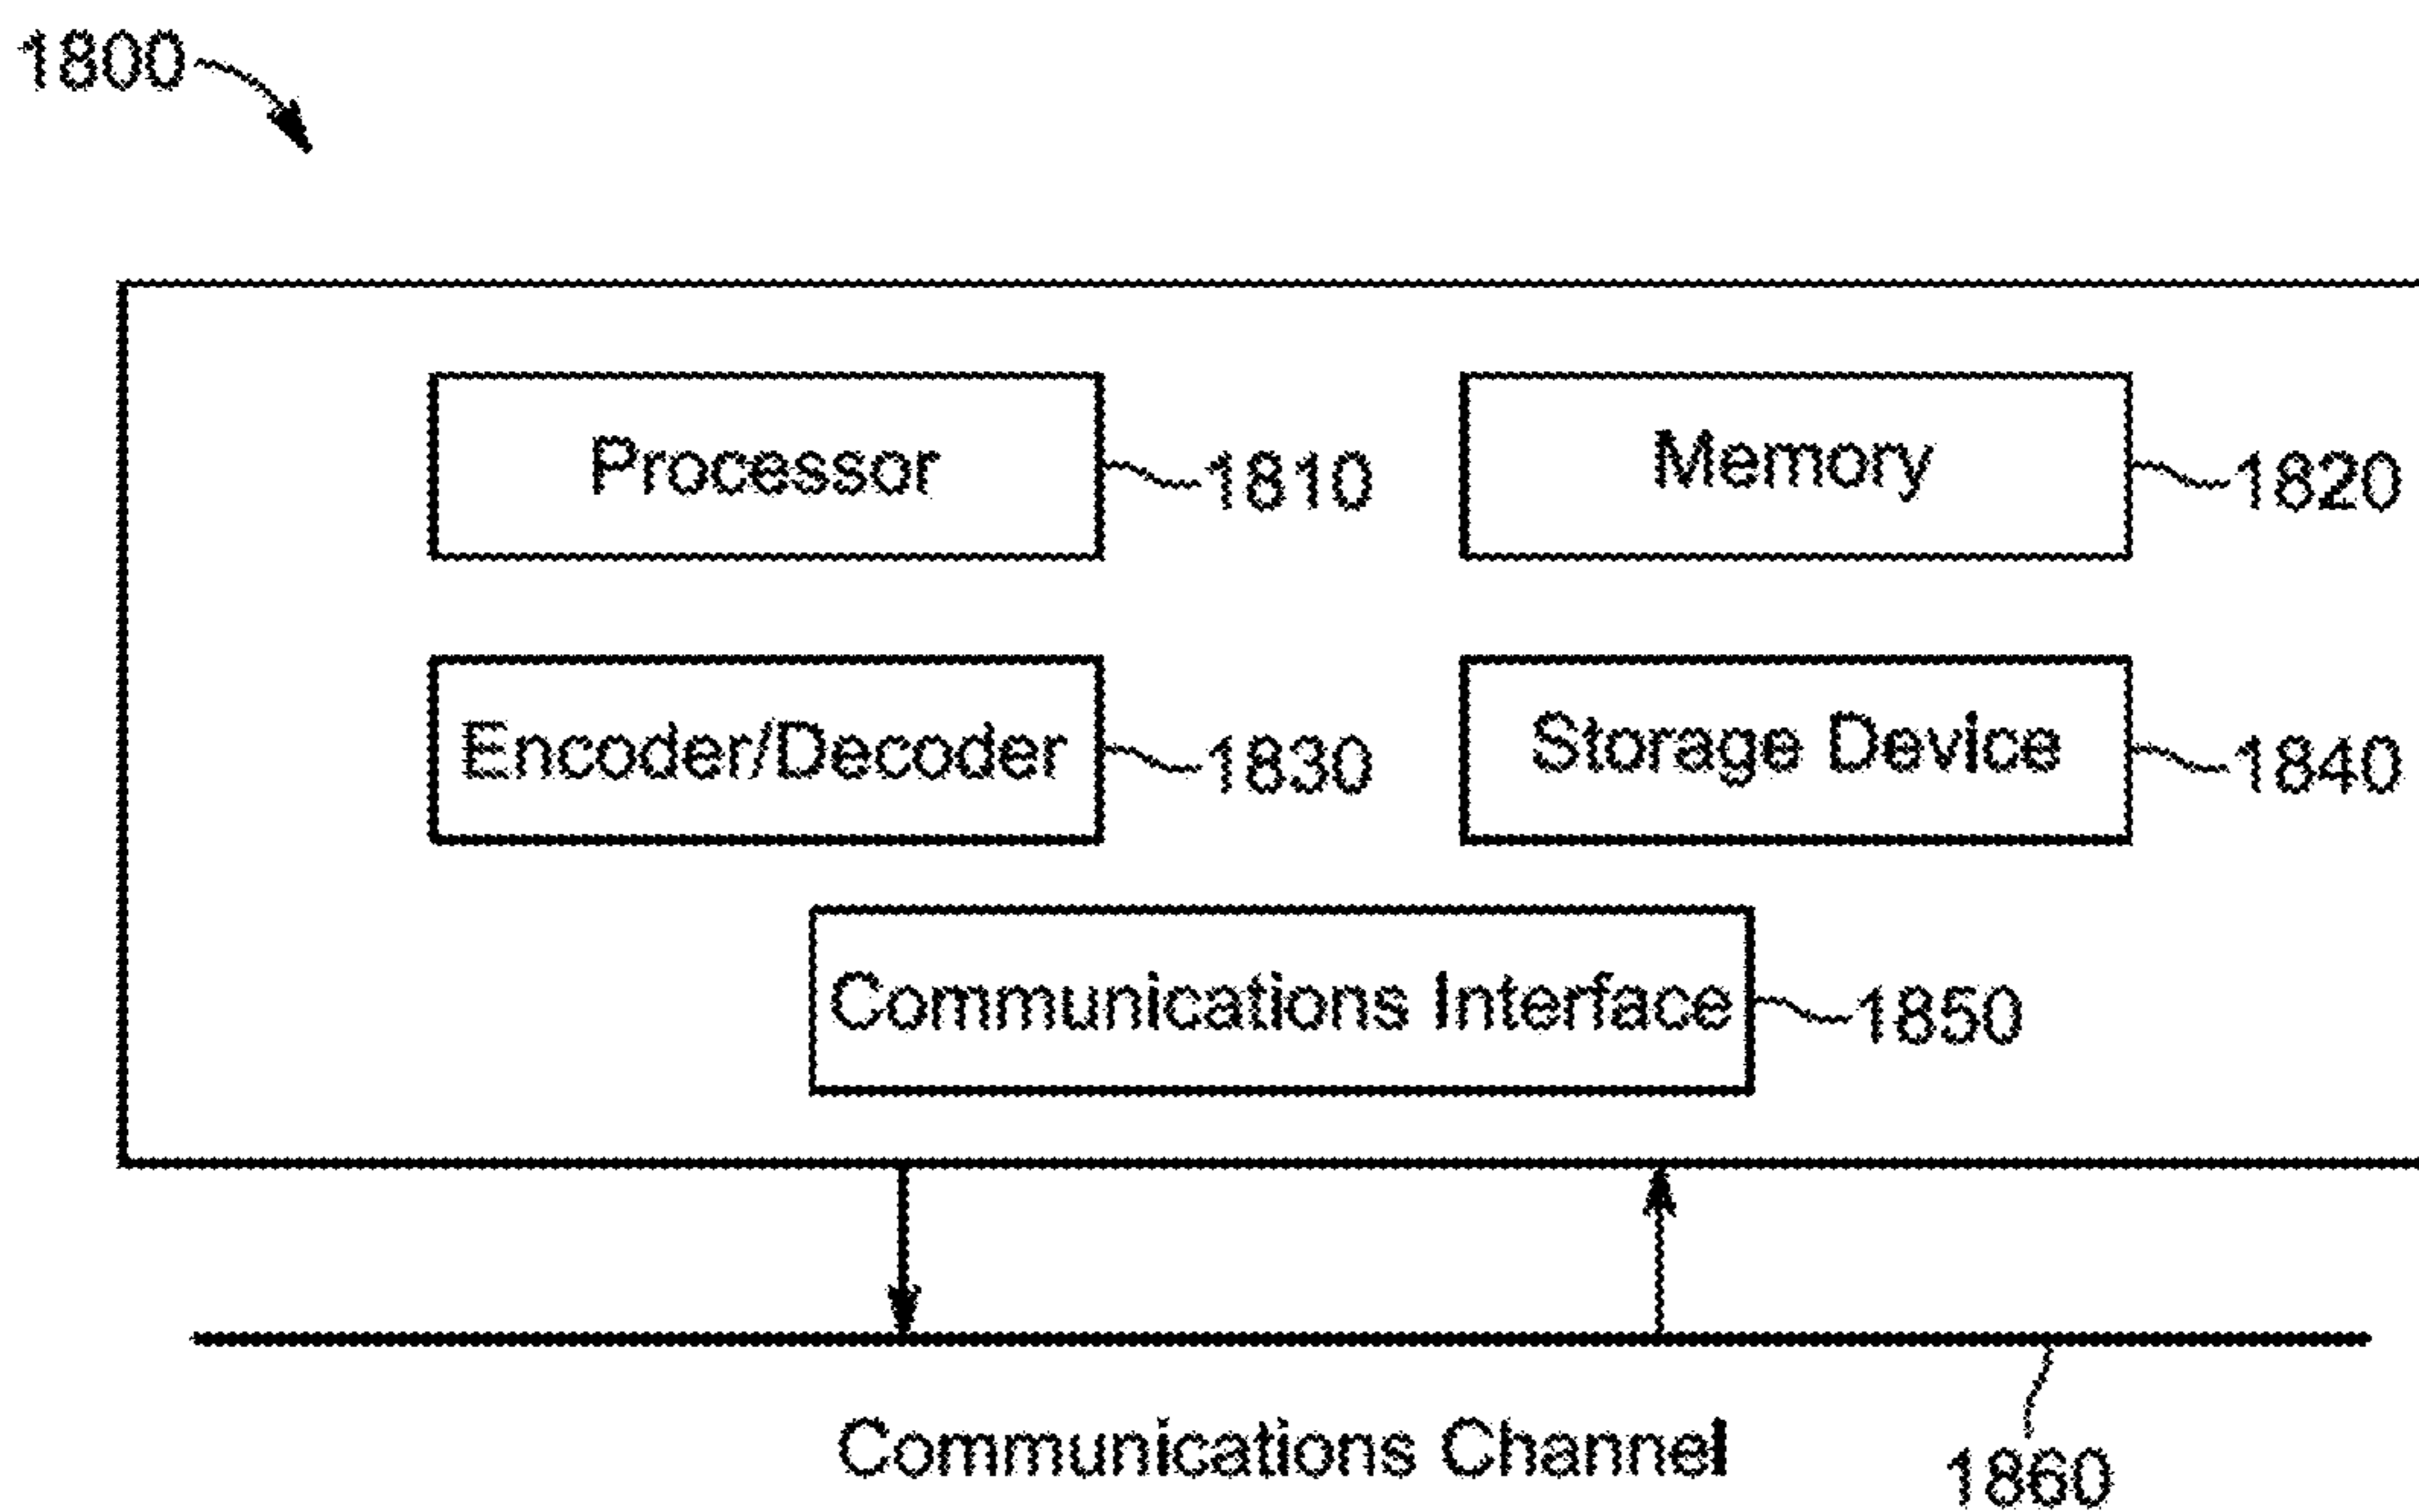 1800
Processor
1810
Memory
1820
Encoder/Decoder
1830
Storage Device
1840
Communications Interface
1850
Communications Channel
1860